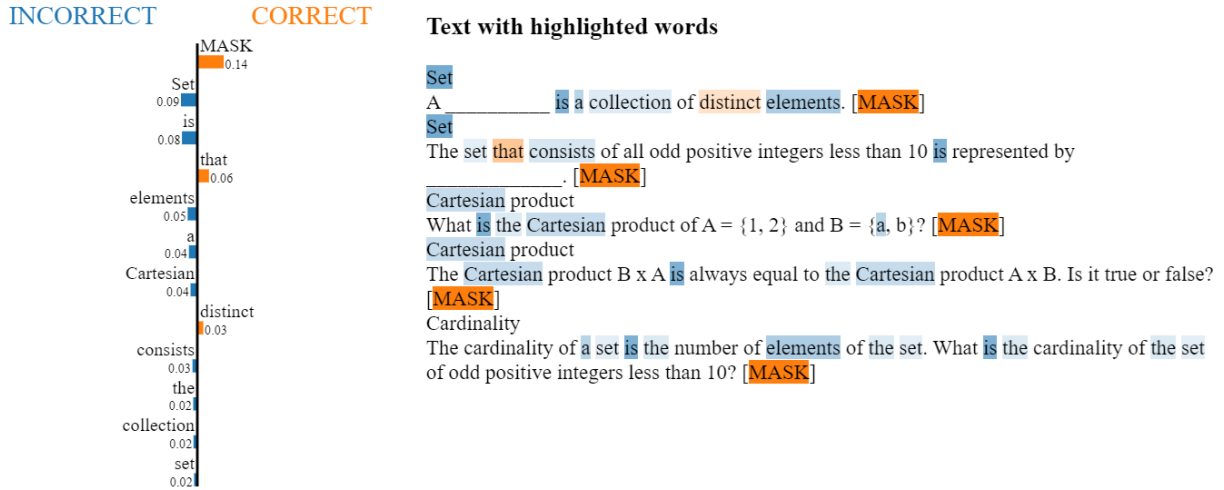 INCORRECT
CORRECT
MASK
0.14
Set
0.09
is
0.08
that
0.06
elements
0.05
a
0.04
Cartesian
0.04
distinct
0.03
consists
0.03
the
0.02
collection
0.02
set
0.02
Text with highlighted words
Set
A __________ is a collection of distinct elements. [MASK]
Set
The set that consists of all odd positive integers less than 10 is represented by
_____________. [MASK]
Cartesian product
What is the Cartesian product of A = {1, 2} and B = {a, b}? [MASK]
Cartesian product
The Cartesian product B x A is always equal to the Cartesian product A x B. Is it true or false?
[MASK]
Cardinality
The cardinality of a set is the number of elements of the set. What is the cardinality of the set
of odd positive integers less than 10? [MASK]